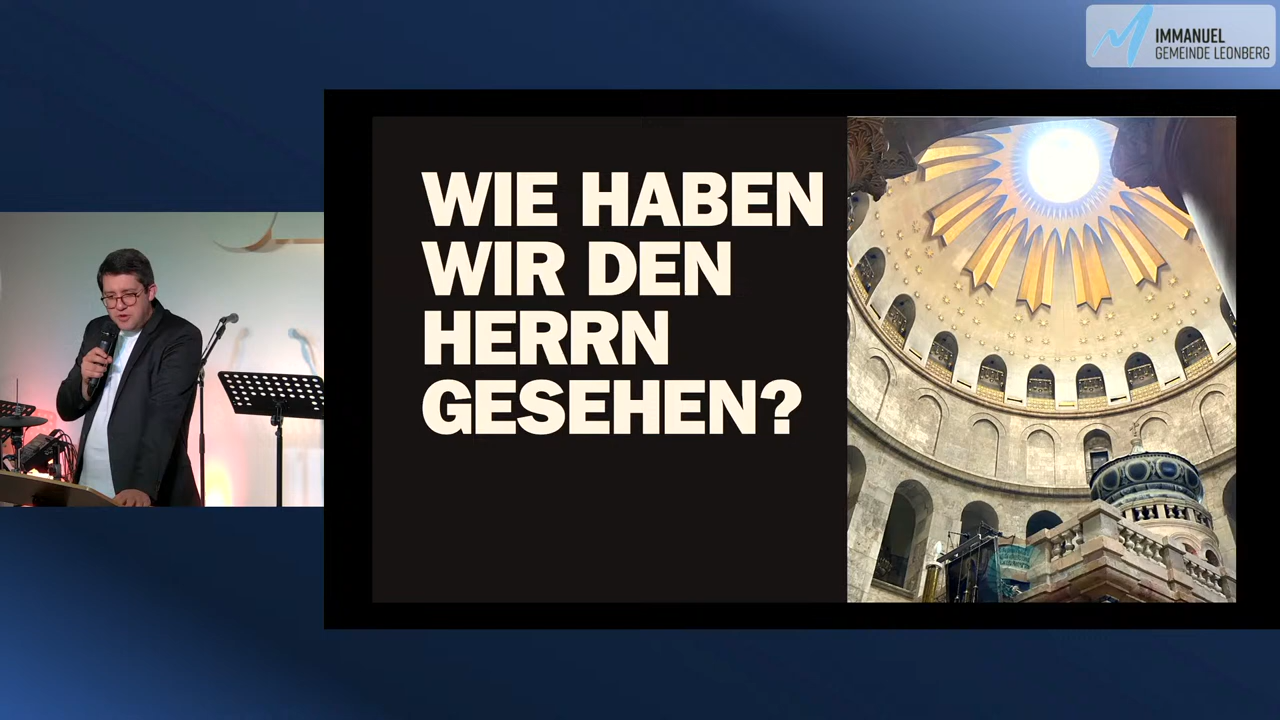 IMMANUEL
GEMEINDE LEONBERG
WIE HABEN
WIR DEN
HERRN
GESEHEN?